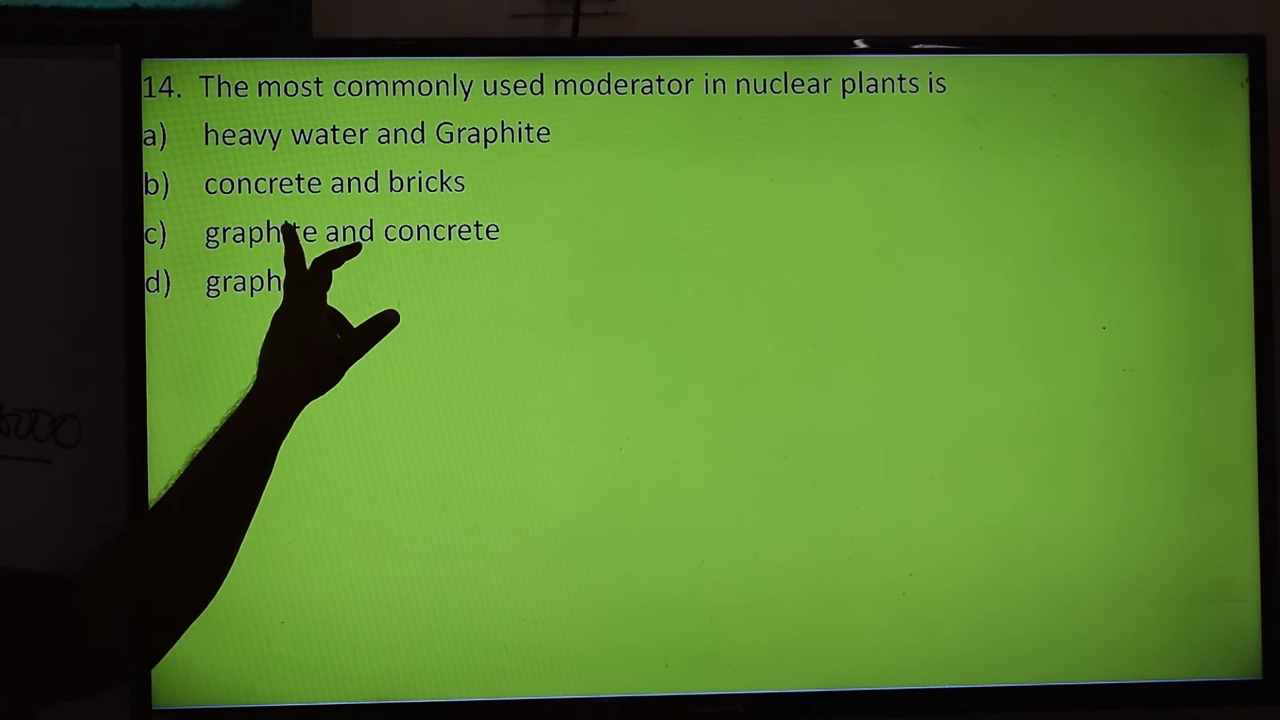 14. The most commonly used moderator in nuclear plants is
a) heavy water and Graphite
b) concrete and bricks
c) graphite and concrete
d) graph